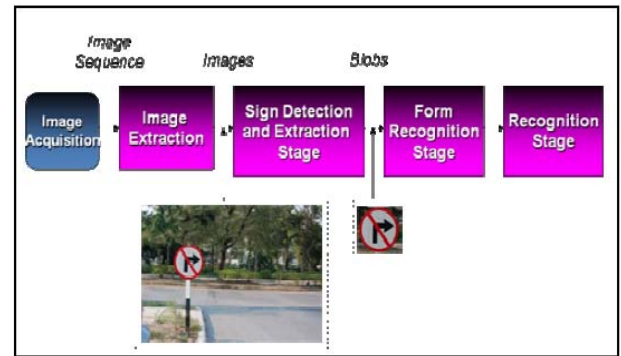 Image
Sequence
Images
Blobs
Image
Acquisition
Image
Extraction
Sign Detection
and Extraction
Stage
Form
Recognition
Stage
Recognition
Stage